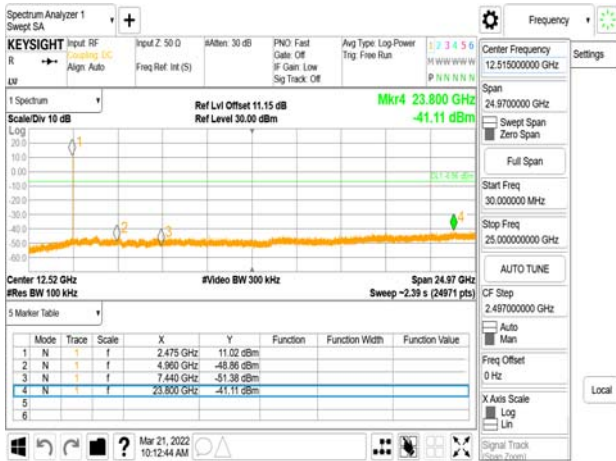 Spectrum Analyzer 1
Swept SA
+
Frequency
KEYSIGHT
R
Input: RF
Coupling: DC
Align: Auto
Input Z: 50 Ω
Freq Ref: Int (S)
#Atten: 30 dB
PNO: Fast
Gate: Off
IF Gain: Low
Sig Track: Off
Avg Type: Log-Power
Trig: Free Run
1 2 3 4 5 6
M W W W W W
P N N N N N
1 Spectrum
Scale/Div 10 dB
Ref Lvl Offset 11.15 dB
Ref Level 30.00 dBm
Mkr4 23.800 GHz
-41.11 dBm
Log
20.0
10.0
0.00
-10.0
-20.0
-30.0
-40.0
-50.0
-60.0
1
2
3
4
Center 12.52 GHz
#Res BW 100 kHz
#Video BW 300 kHz
Span 24.97 GHz
Sweep ~2.39 s (24971 pts)
5 Marker Table
Mode Trace Scale X Y Function Function Width Function Value
1 N 1 f 2.475 GHz 11.02 dBm
2 N 1 f 4.960 GHz -48.86 dBm
3 N 1 f 7.440 GHz -51.38 dBm
4 N 1 f 23.800 GHz -41.11 dBm
5
6
Mar 21, 2022
10:12:44 AM
Center Frequency
12.515000000 GHz
Settings
Span
24.9700000 GHz
Swept Span
Zero Span
Full Span
Start Freq
30.000000 MHz
Stop Freq
25.000000000 GHz
AUTO TUNE
CF Step
2.497000000 GHz
Auto
Man
Freq Offset
0 Hz
X Axis Scale
Log
Lin
Local
Signal Track
(Span Zoom)